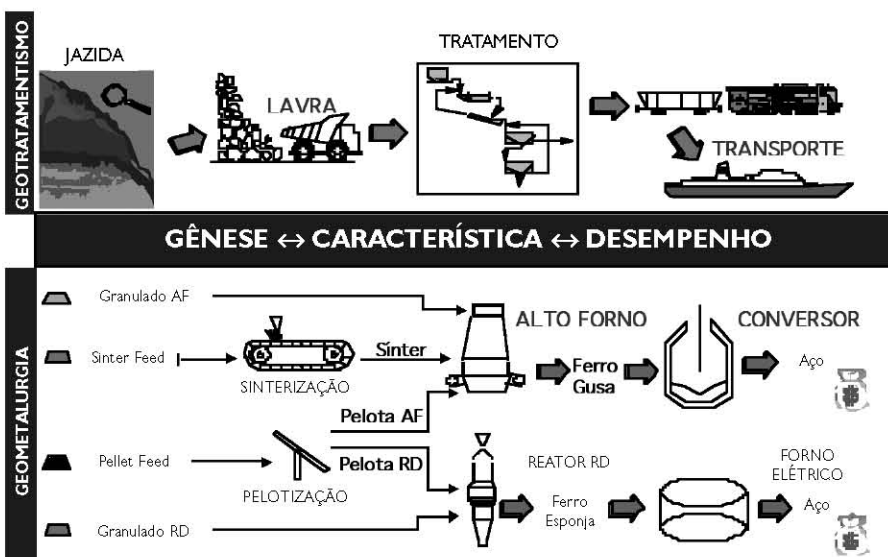 GEOTRATAMENTISMO
JAZIDA
LAVRA
TRATAMENTO
TRANSPORTE
GÊNESE ↔ CARACTERÍSTICA ↔ DESEMPENHO
GEOMETALURGIA
Granulado AF
Sinter Feed
SINTERIZAÇÃO
Sínter
ALTO FORNO
Ferro
Gusa
CONVERSOR
Aço
Pelota AF
Pellet Feed
PELOTIZAÇÃO
Pelota RD
REATOR RD
Ferro
Esponja
FORNO
ELÉTRICO
Aço
Granulado RD